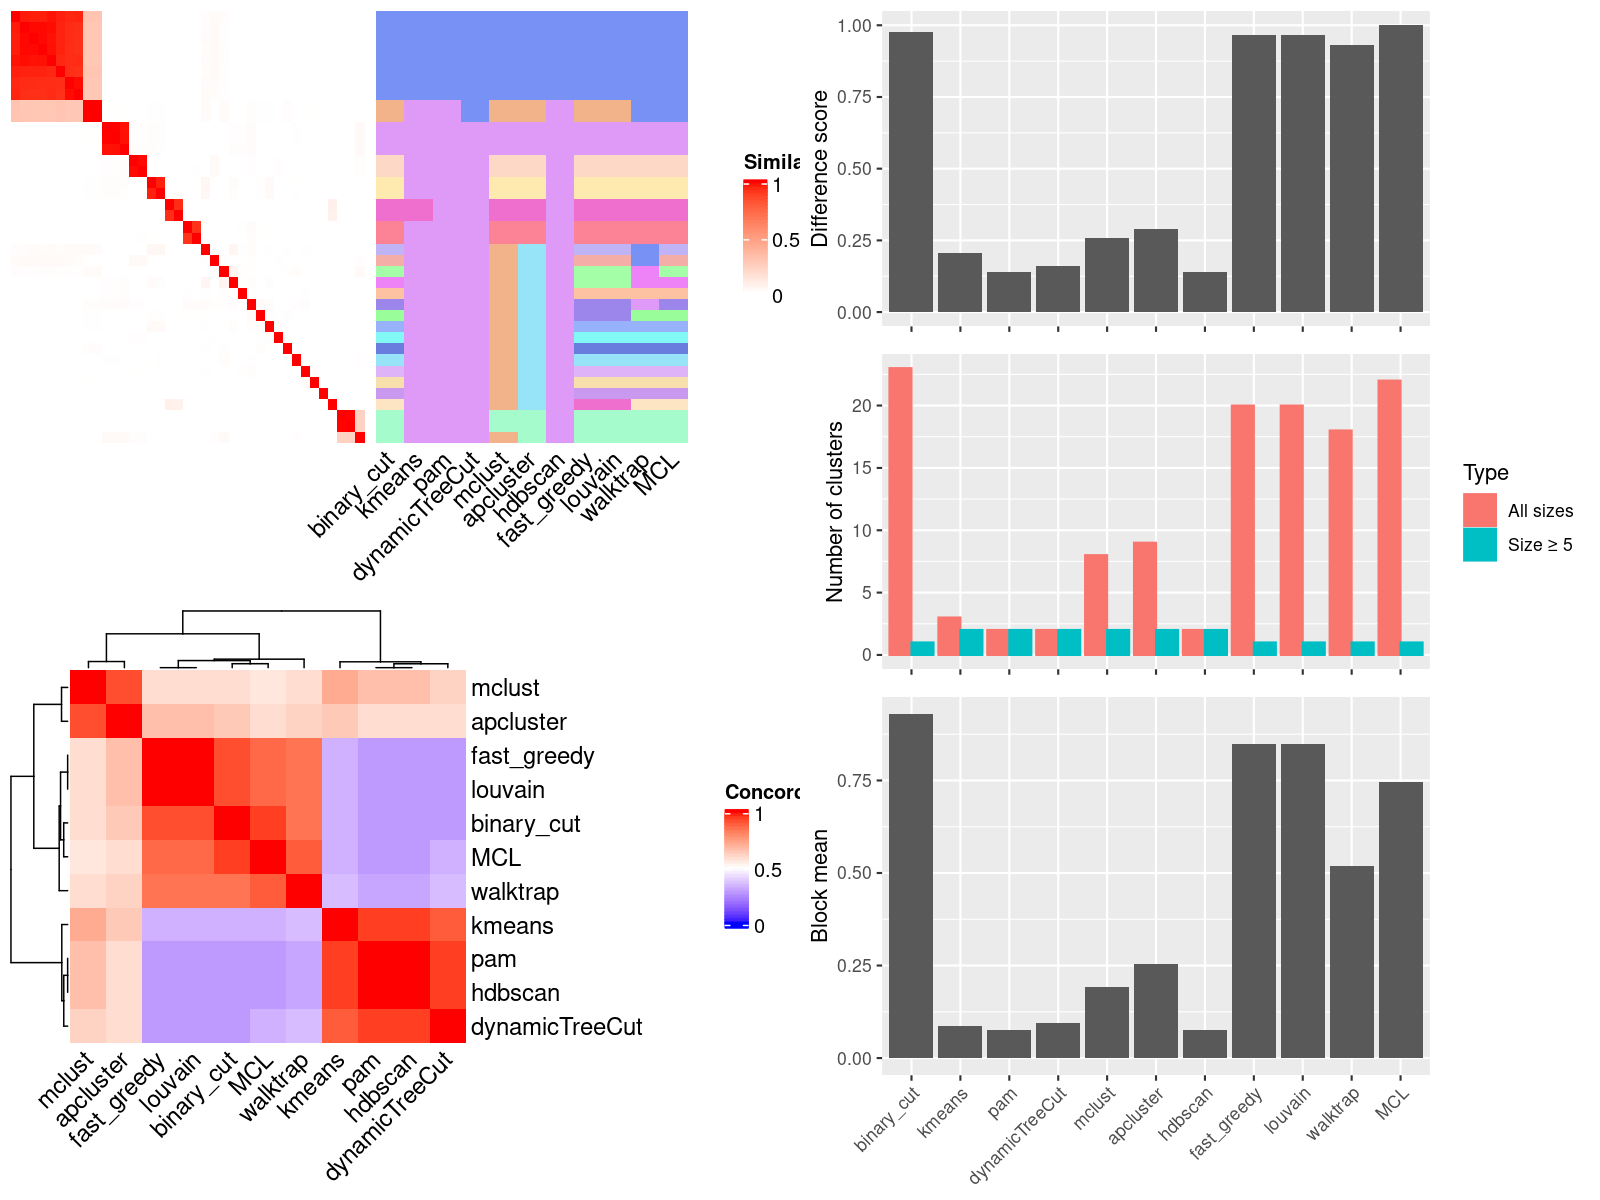 Simila
1
0.5
0
binary_cut
kmeans
pam
dynamicTreeCut
mclust
apcluster
hdbscan
fast_greedy
louvain
walktrap
MCL
mclust
apcluster
fast_greedy
louvain
binary_cut
MCL
walktrap
kmeans
pam
hdbscan
dynamicTreeCut
Concord
1
0.5
0
mclust
apcluster
fast_greedy
louvain
binary_cut
MCL
walktrap
kmeans
pam
hdbscan
dynamicTreeCut
Difference score
1.00
0.75
0.50
0.25
0.00
Number of clusters
20
15
10
5
0
Type
All sizes
Size ≥ 5
Block mean
0.75
0.50
0.25
0.00
binary_cut
kmeans
pam
dynamicTreeCut
mclust
apcluster
hdbscan
fast_greedy
louvain
walktrap
MCL